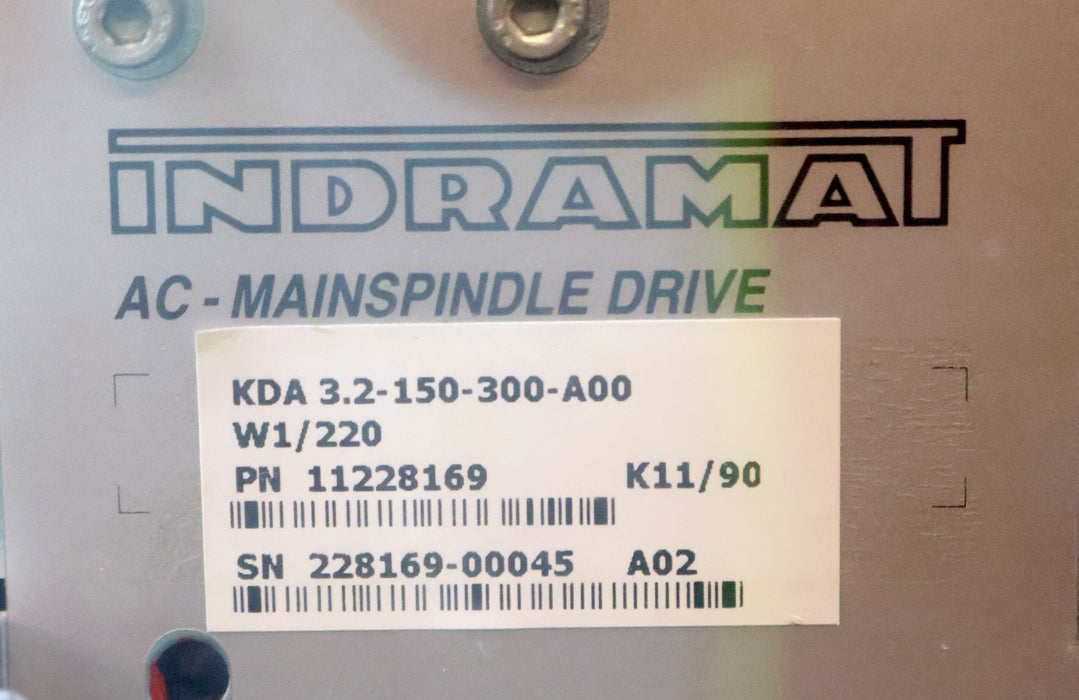 INDRAMAT
AC - MAINSPINDLE DRIVE
KDA 3.2-150-300-A00
W1/220
PN 11228169 K11/90
SN 228169-00045 A02